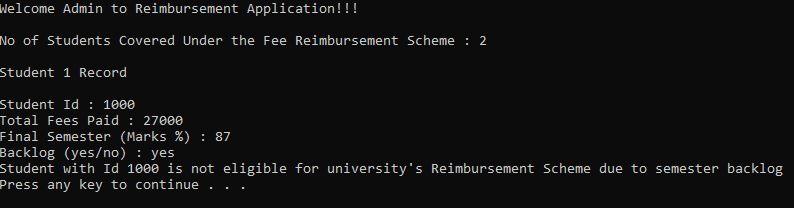 Welcome Admin to Reimbursement Application!!!
No of Students Covered Under the Fee Reimbursement Scheme : 2
Student 1 Record
Student Id : 1000
Total Fees Paid : 27000
Final Semester (Marks %) : 87
Backlog (yes/no) : yes
Student with Id 1000 is not eligible for university's Reimbursement Scheme due to semester backlog
Press any key to continue . . .